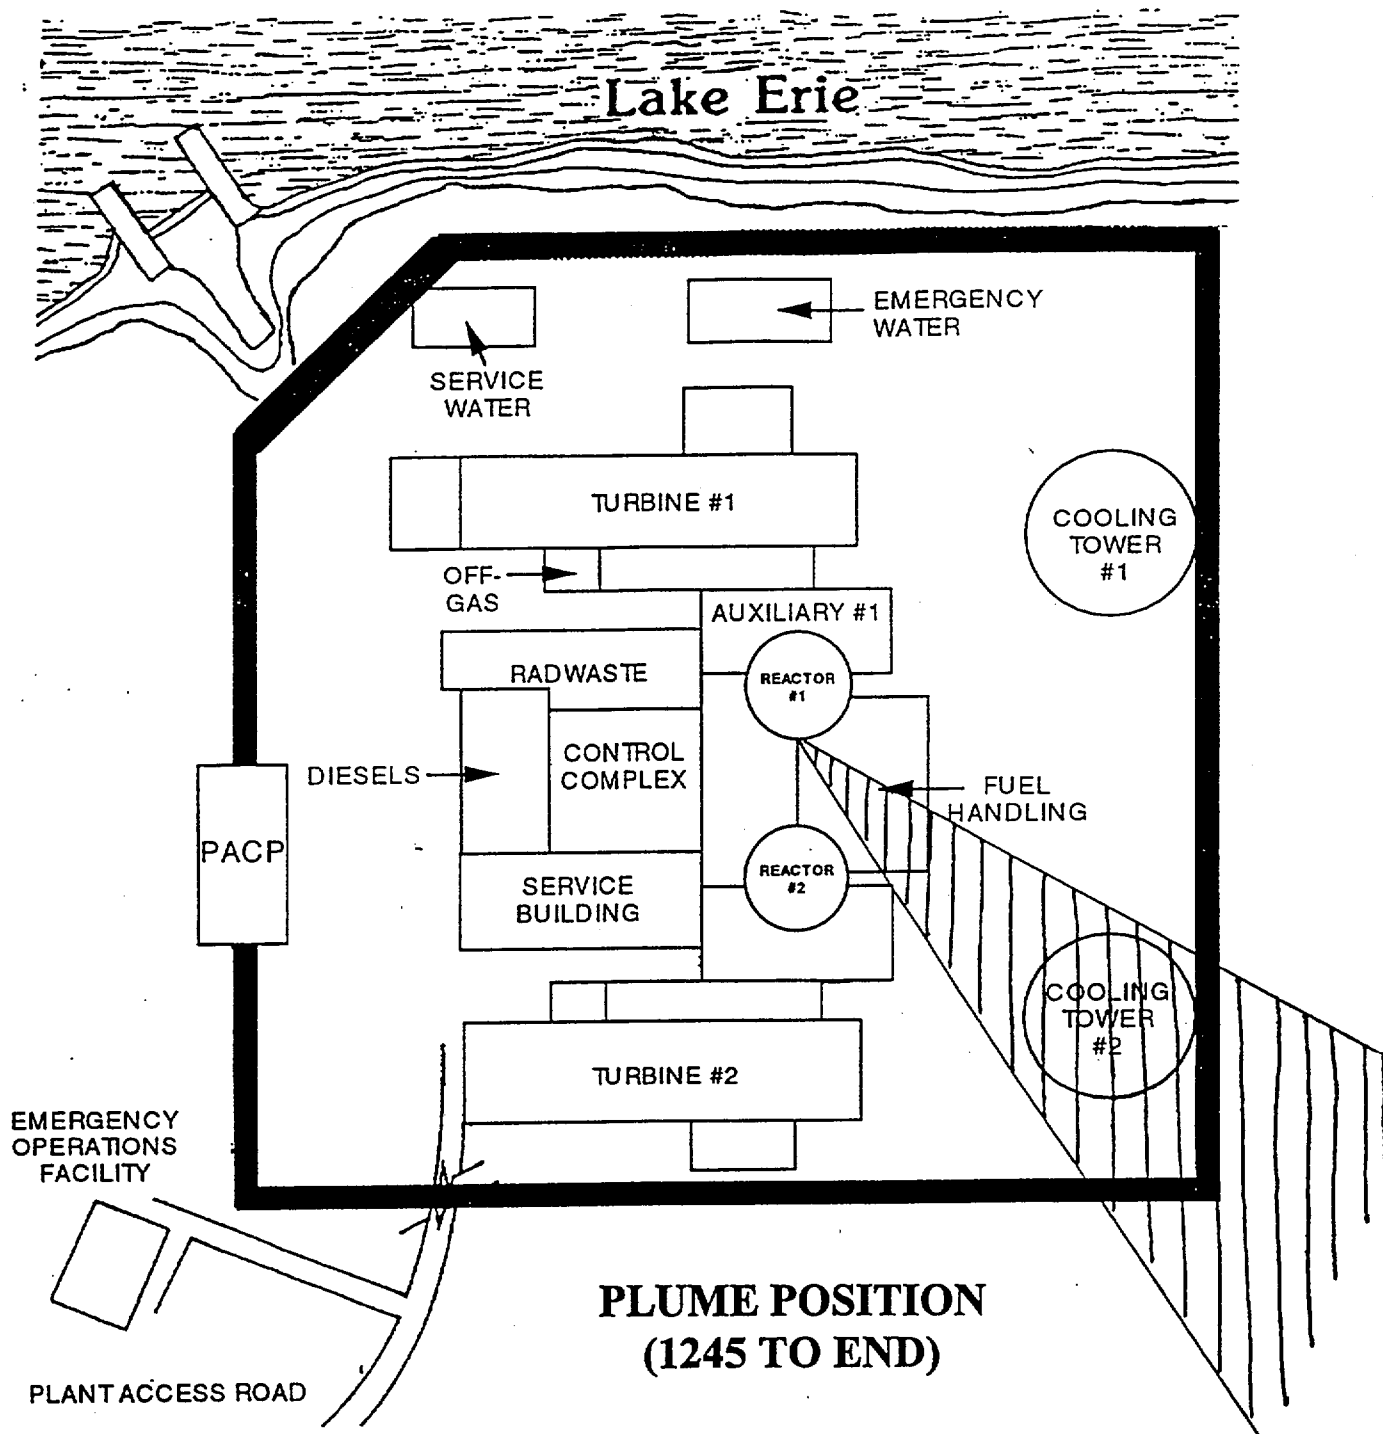 Lake Erie
EMERGENCY
WATER
SERVICE
WATER
TURBINE #1
COOLING
TOWER
#1
OFF-
GAS
AUXILIARY #1
RADWASTE
REACTOR
#1
CONTROL
COMPLEX
DIESELS
FUEL
HANDLING
PACP
REACTOR
#2
SERVICE
BUILDING
COOLING
TOWER
#2
TURBINE #2
EMERGENCY
OPERATIONS
FACILITY
PLUME POSITION
(1245 TO END)
PLANT ACCESS ROAD